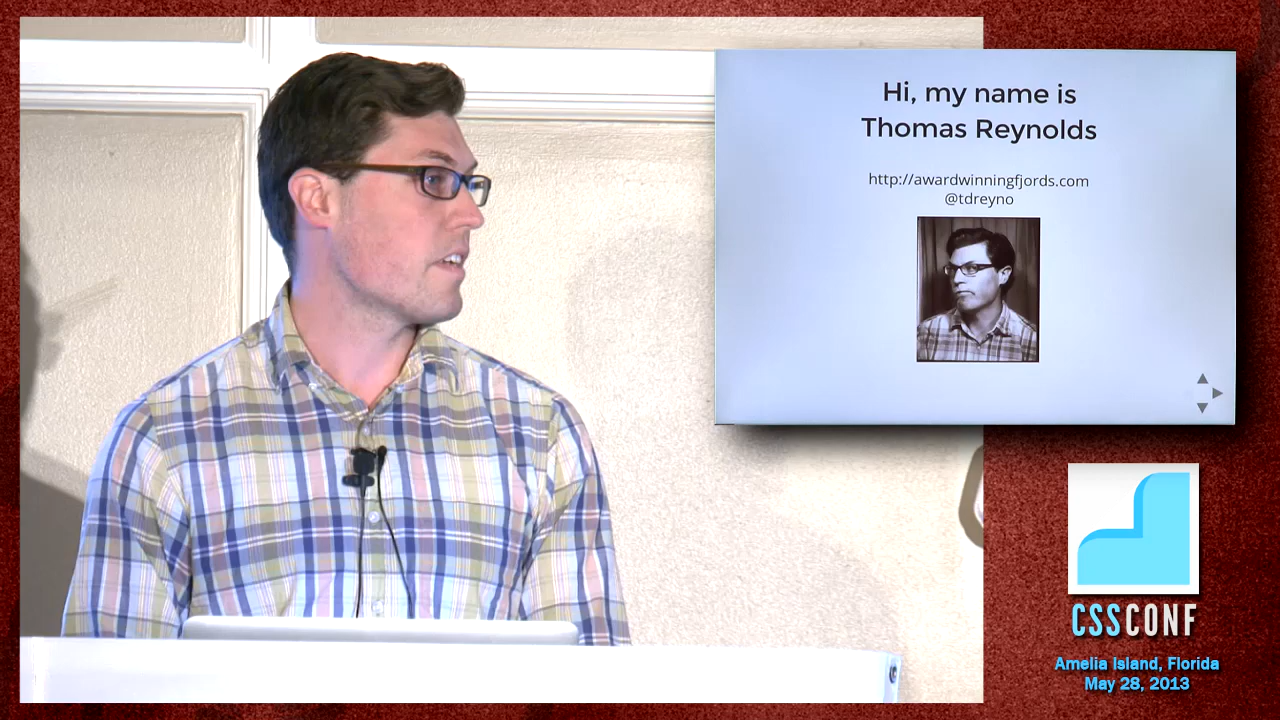 Hi, my name is
Thomas Reynolds
http://awardwinningfjords.com
@tdreyno
CSSCONF
Amelia Island, Florida
May 28, 2013